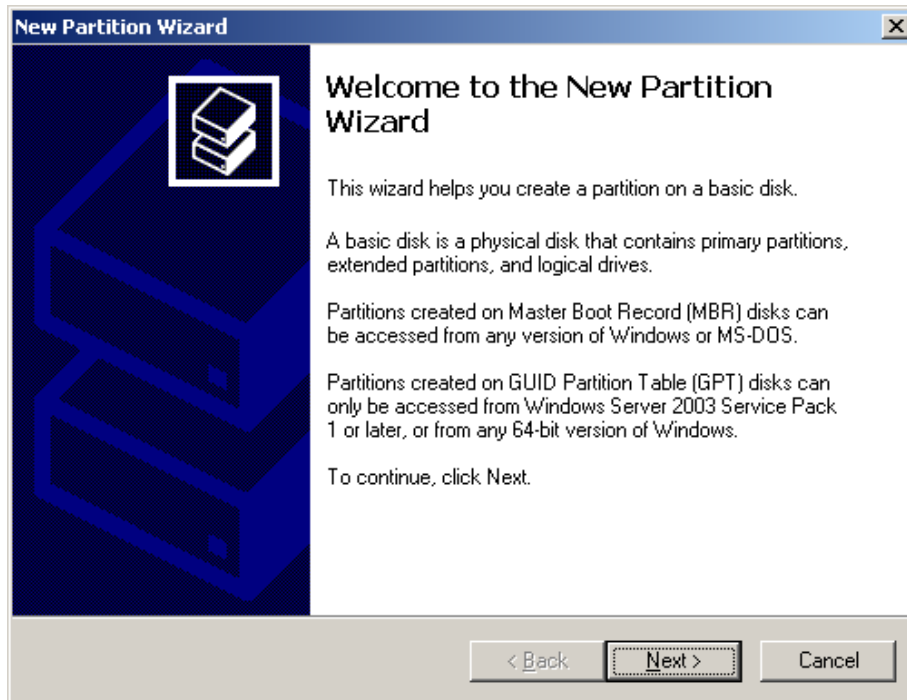 New Partition Wizard
Welcome to the New Partition
Wizard
This wizard helps you create a partition on a basic disk.
A basic disk is a physical disk that contains primary partitions,
extended partitions, and logical drives.
Partitions created on Master Boot Record (MBR) disks can
be accessed from any version of Windows or MS-DOS.
Partitions created on GUID Partition Table (GPT) disks can
only be accessed from Windows Server 2003 Service Pack
1 or later, or from any 64-bit version of Windows.
To continue, click Next.
< Back Next > Cancel